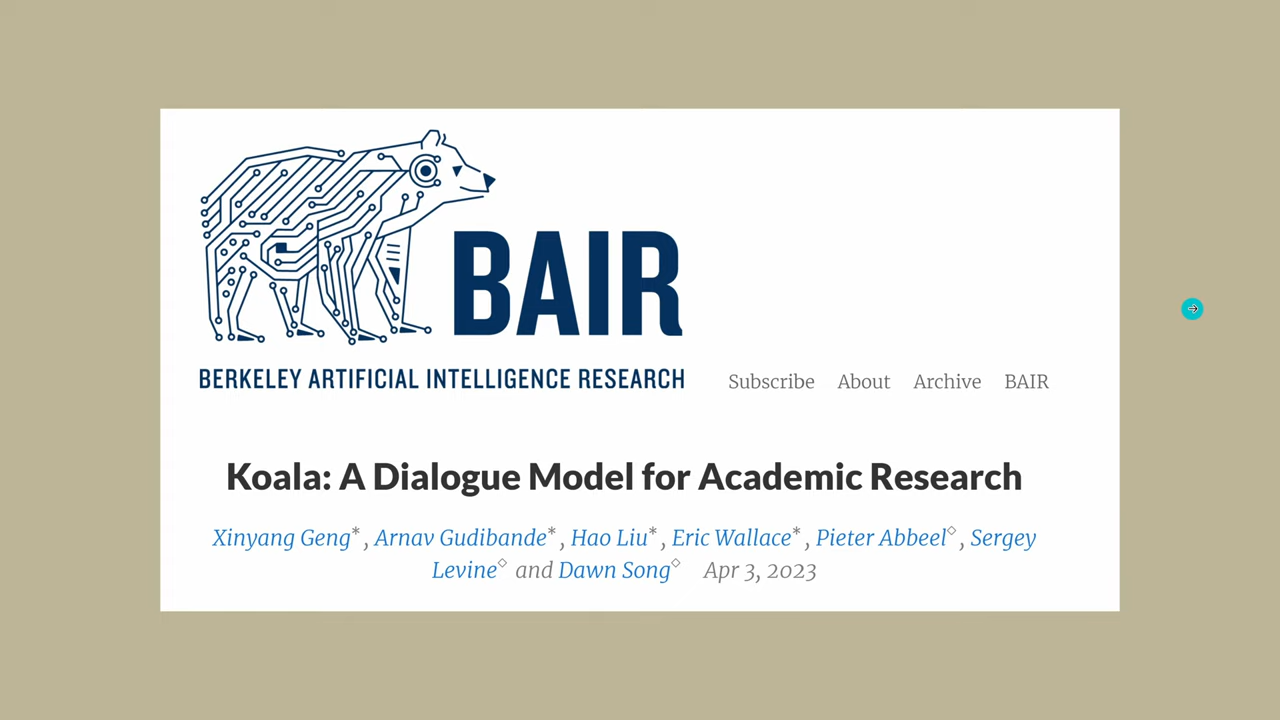 BAIR
BERKELEY ARTIFICIAL INTELLIGENCE RESEARCH
Subscribe About Archive BAIR
Koala: A Dialogue Model for Academic Research
Xinyang Geng*, Arnav Gudibande*, Hao Liu*, Eric Wallace*, Pieter Abbeel◇, Sergey
Levine◇ and Dawn Song◇ Apr 3, 2023